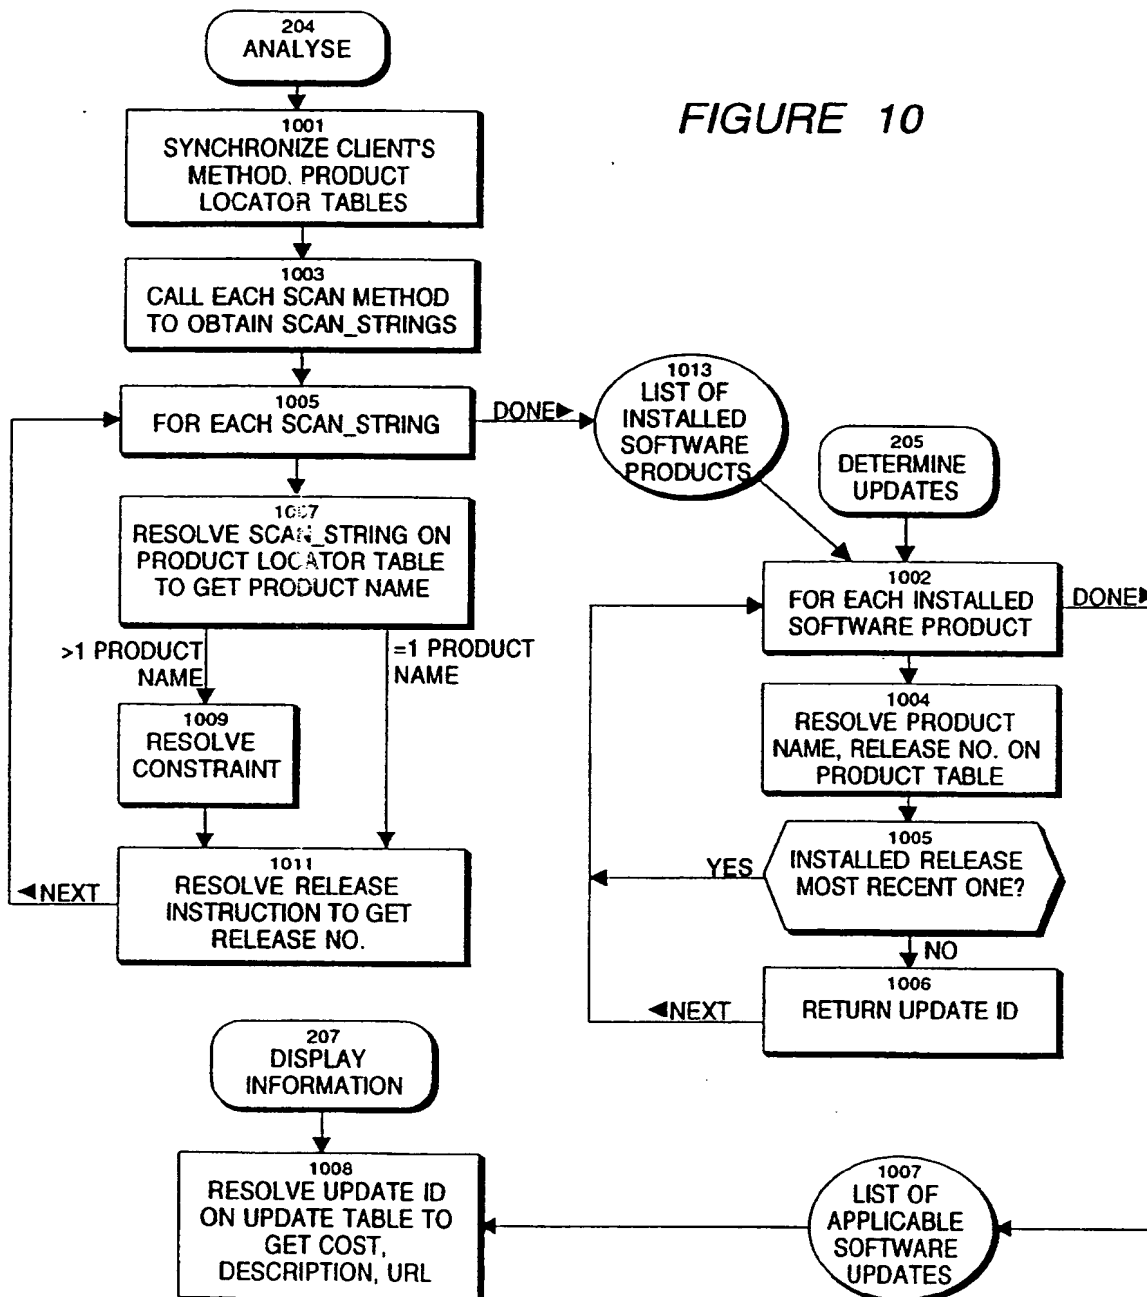 FIGURE 10
204
ANALYSE
1001
SYNCHRONIZE CLIENT'S
METHOD, PRODUCT
LOCATOR TABLES
1003
CALL EACH SCAN METHOD
TO OBTAIN SCAN_STRINGS
1005
FOR EACH SCAN_STRING
DONE▶
1007
RESOLVE SCAN_STRING ON
PRODUCT LOCATOR TABLE
TO GET PRODUCT NAME
>1 PRODUCT
NAME
=1 PRODUCT
NAME
1009
RESOLVE
CONSTRAINT
1011
RESOLVE RELEASE
INSTRUCTION TO GET
RELEASE NO.
◀NEXT
1013
LIST OF
INSTALLED
SOFTWARE
PRODUCTS
205
DETERMINE
UPDATES
1002
FOR EACH INSTALLED
SOFTWARE PRODUCT
DONE▶
1004
RESOLVE PRODUCT
NAME, RELEASE NO. ON
PRODUCT TABLE
1005
INSTALLED RELEASE
MOST RECENT ONE?
YES
NO
1006
RETURN UPDATE ID
◀NEXT
207
DISPLAY
INFORMATION
1008
RESOLVE UPDATE ID
ON UPDATE TABLE TO
GET COST,
DESCRIPTION, URL
1007
LIST OF
APPLICABLE
SOFTWARE
UPDATES